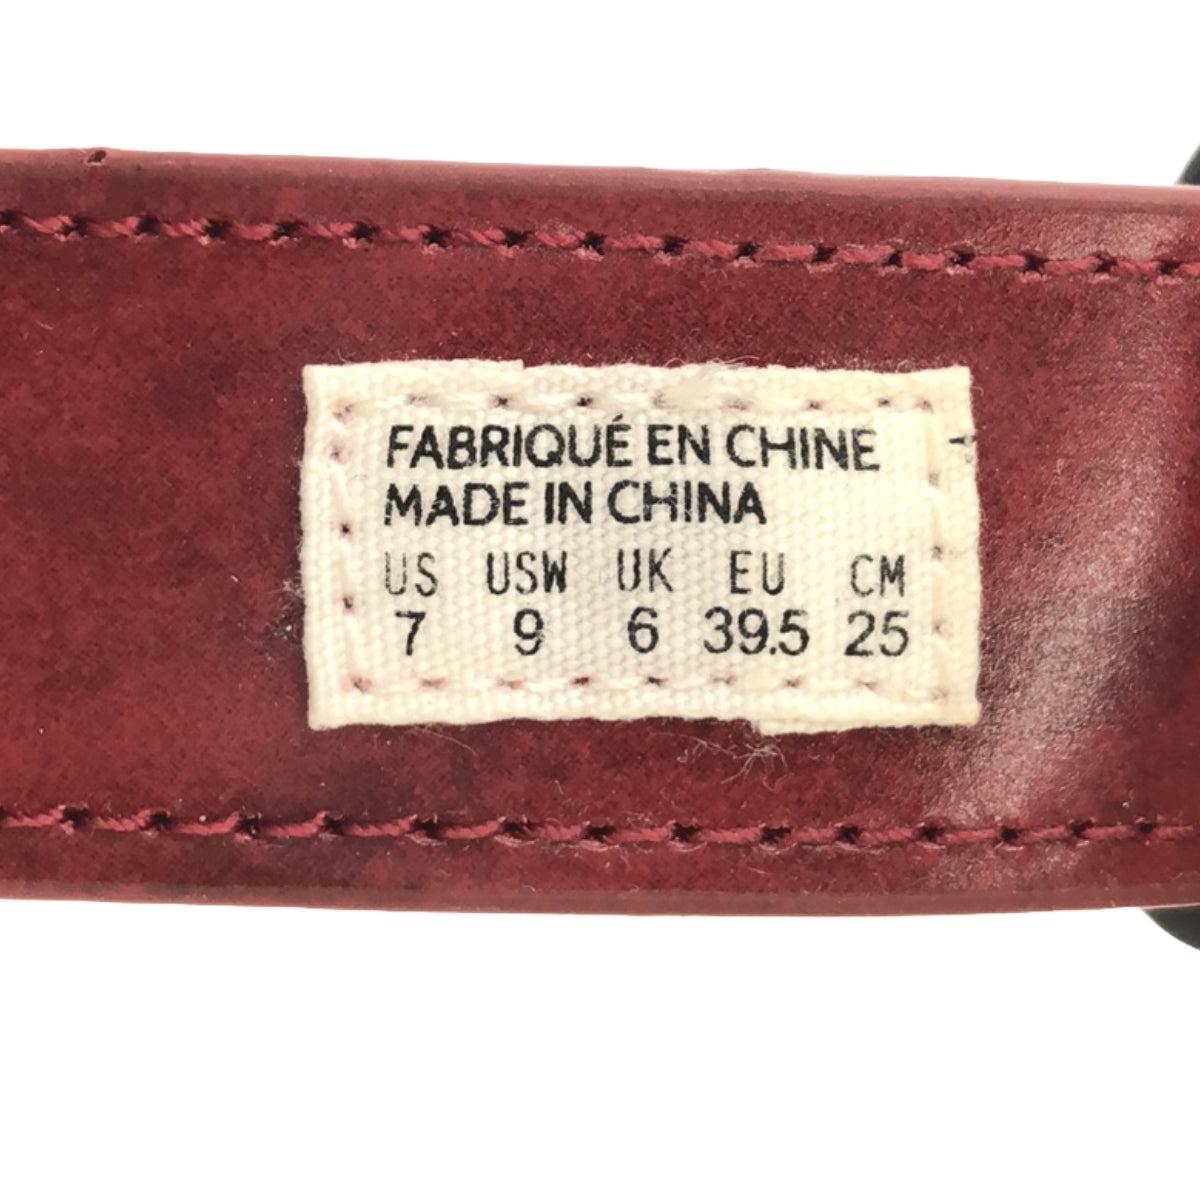 FABRIQUÉ EN CHINE
MADE IN CHINA
US USW UK EU CM
7 9 6 39.5 25